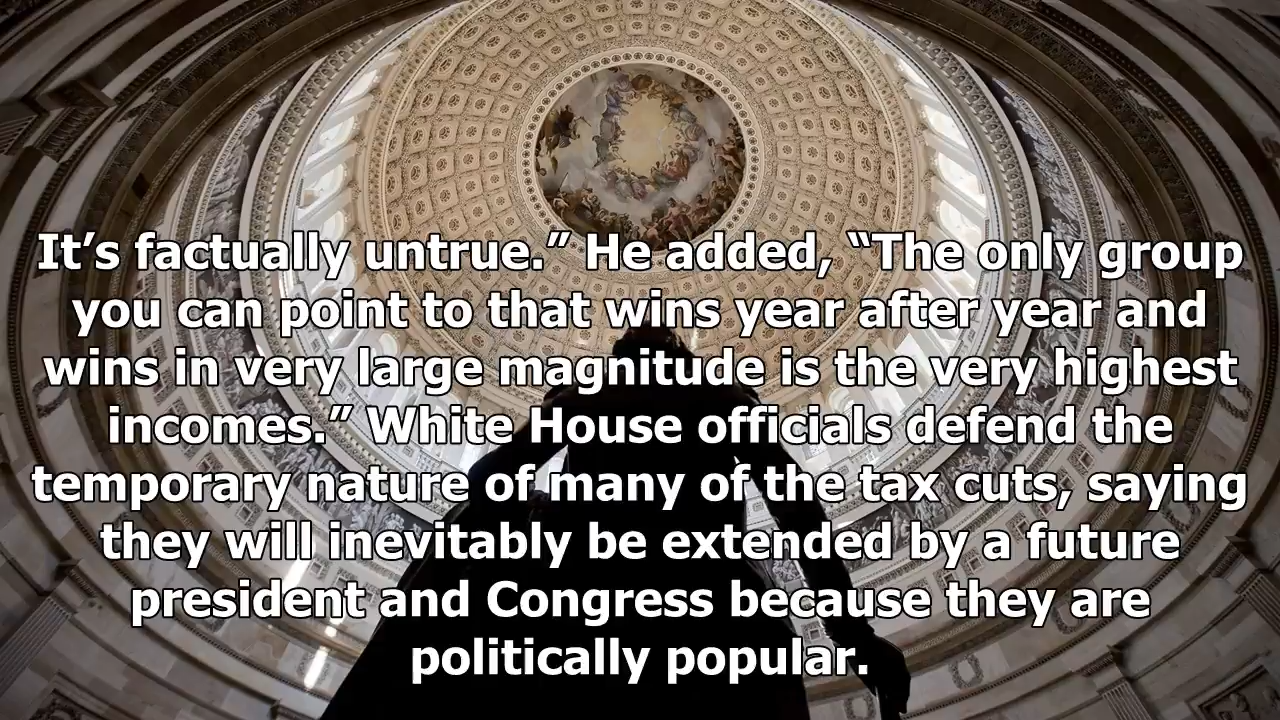 It’s factually untrue.” He added, “The only group
you can point to that wins year after year and
wins in very large magnitude is the very highest
incomes.” White House officials defend the
temporary nature of many of the tax cuts, saying
they will inevitably be extended by a future
president and Congress because they are
politically popular.